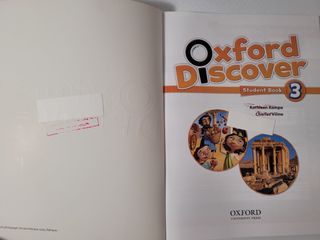 Oxford
Discover
Student Book 3
Kathleen Kampa
Charles Vilina
OXFORD
UNIVERSITY PRESS